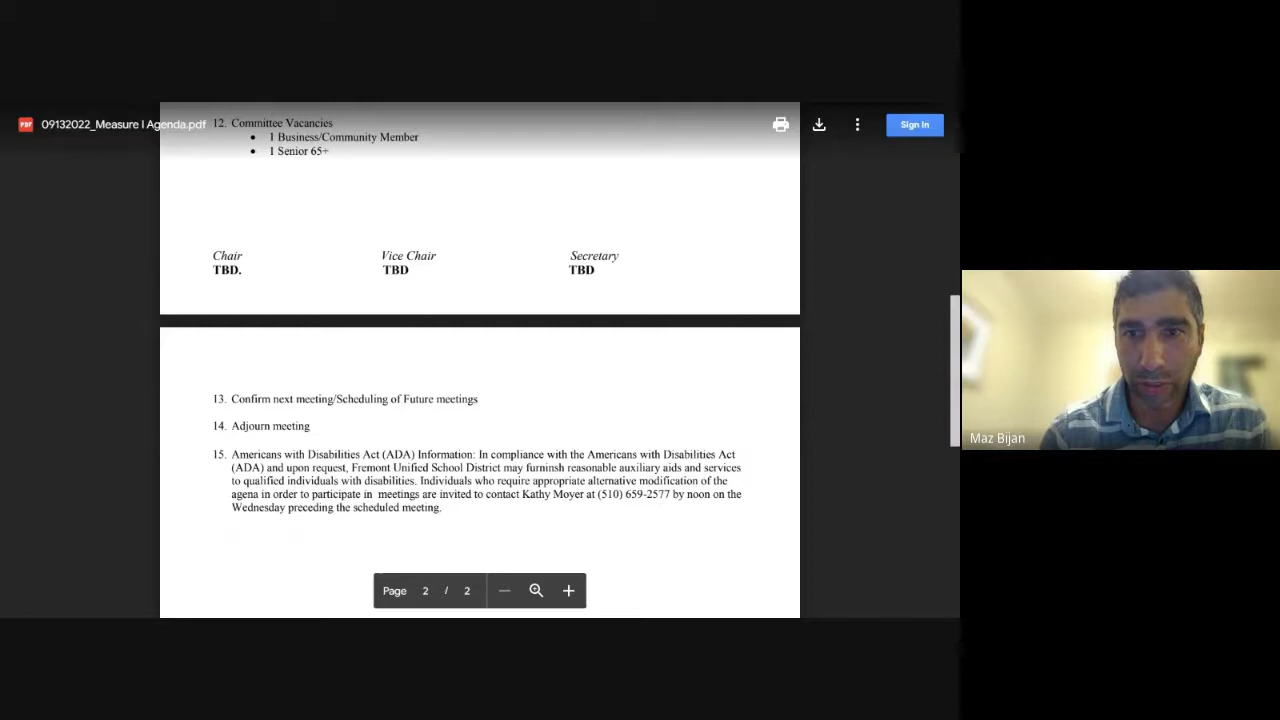 09132022_Measure I Agenda.pdf
Sign In
12. Committee Vacancies
• 1 Business/Community Member
• 1 Senior 65+
Chair Vice Chair Secretary
TBD. TBD TBD
13. Confirm next meeting/Scheduling of Future meetings
14. Adjourn meeting
15. Americans with Disabilities Act (ADA) Information: In compliance with the Americans with Disabilities Act
(ADA) and upon request, Fremont Unified School District may furninsh reasonable auxiliary aids and services
to qualified individuals with disabilities. Individuals who require appropriate alternative modification of the
agena in order to participate in meetings are invited to contact Kathy Moyer at (510) 659-2577 by noon on the
Wednesday preceding the scheduled meeting.
Page 2 / 2
Maz Bijan